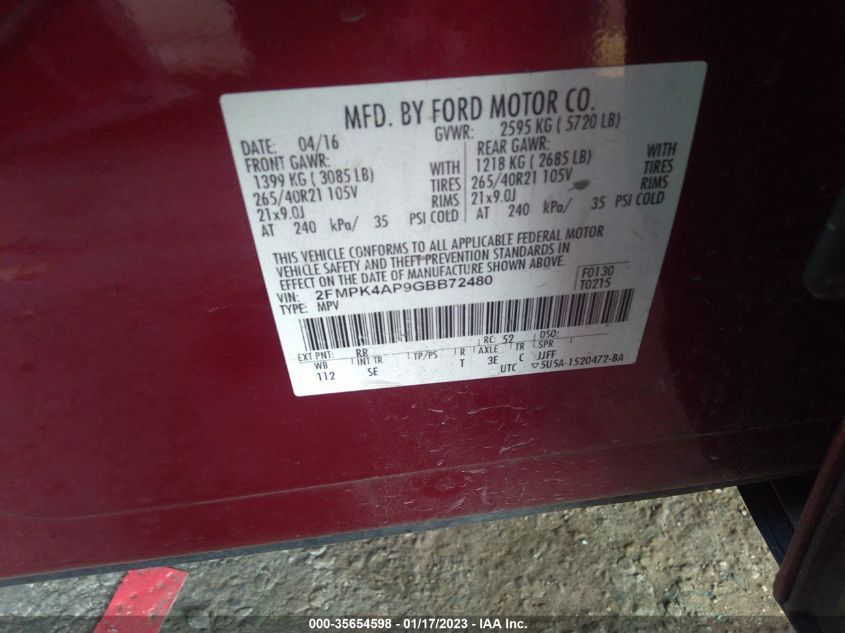 MFD. BY FORD MOTOR CO.
DATE: 04/16 GVWR: 2595 KG ( 5720 LB)
FRONT GAWR: REAR GAWR:
1399 KG ( 3085 LB) WITH 1218 KG ( 2685 LB) WITH
265/40R21 105V TIRES 265/40R21 105V TIRES
21x9.0J RIMS 21x9.0J RIMS
AT 240 kPa/ 35 PSI COLD AT 240 kPa/ 35 PSI COLD
THIS VEHICLE CONFORMS TO ALL APPLICABLE FEDERAL MOTOR
VEHICLE SAFETY AND THEFT PREVENTION STANDARDS IN
EFFECT ON THE DATE OF MANUFACTURE SHOWN ABOVE.
VIN: 2FMPK4AP9GBB72480 F0130
TYPE: MPV T0215
EXT PNT: RR RC: 52 DSO:
WB INT TR TP/PS R AXLE TR SPR
112 SE T 3E C JJFF
UTC ▽5U5A-1520472-BA
000-35654598 - 01/17/2023 - IAA Inc.